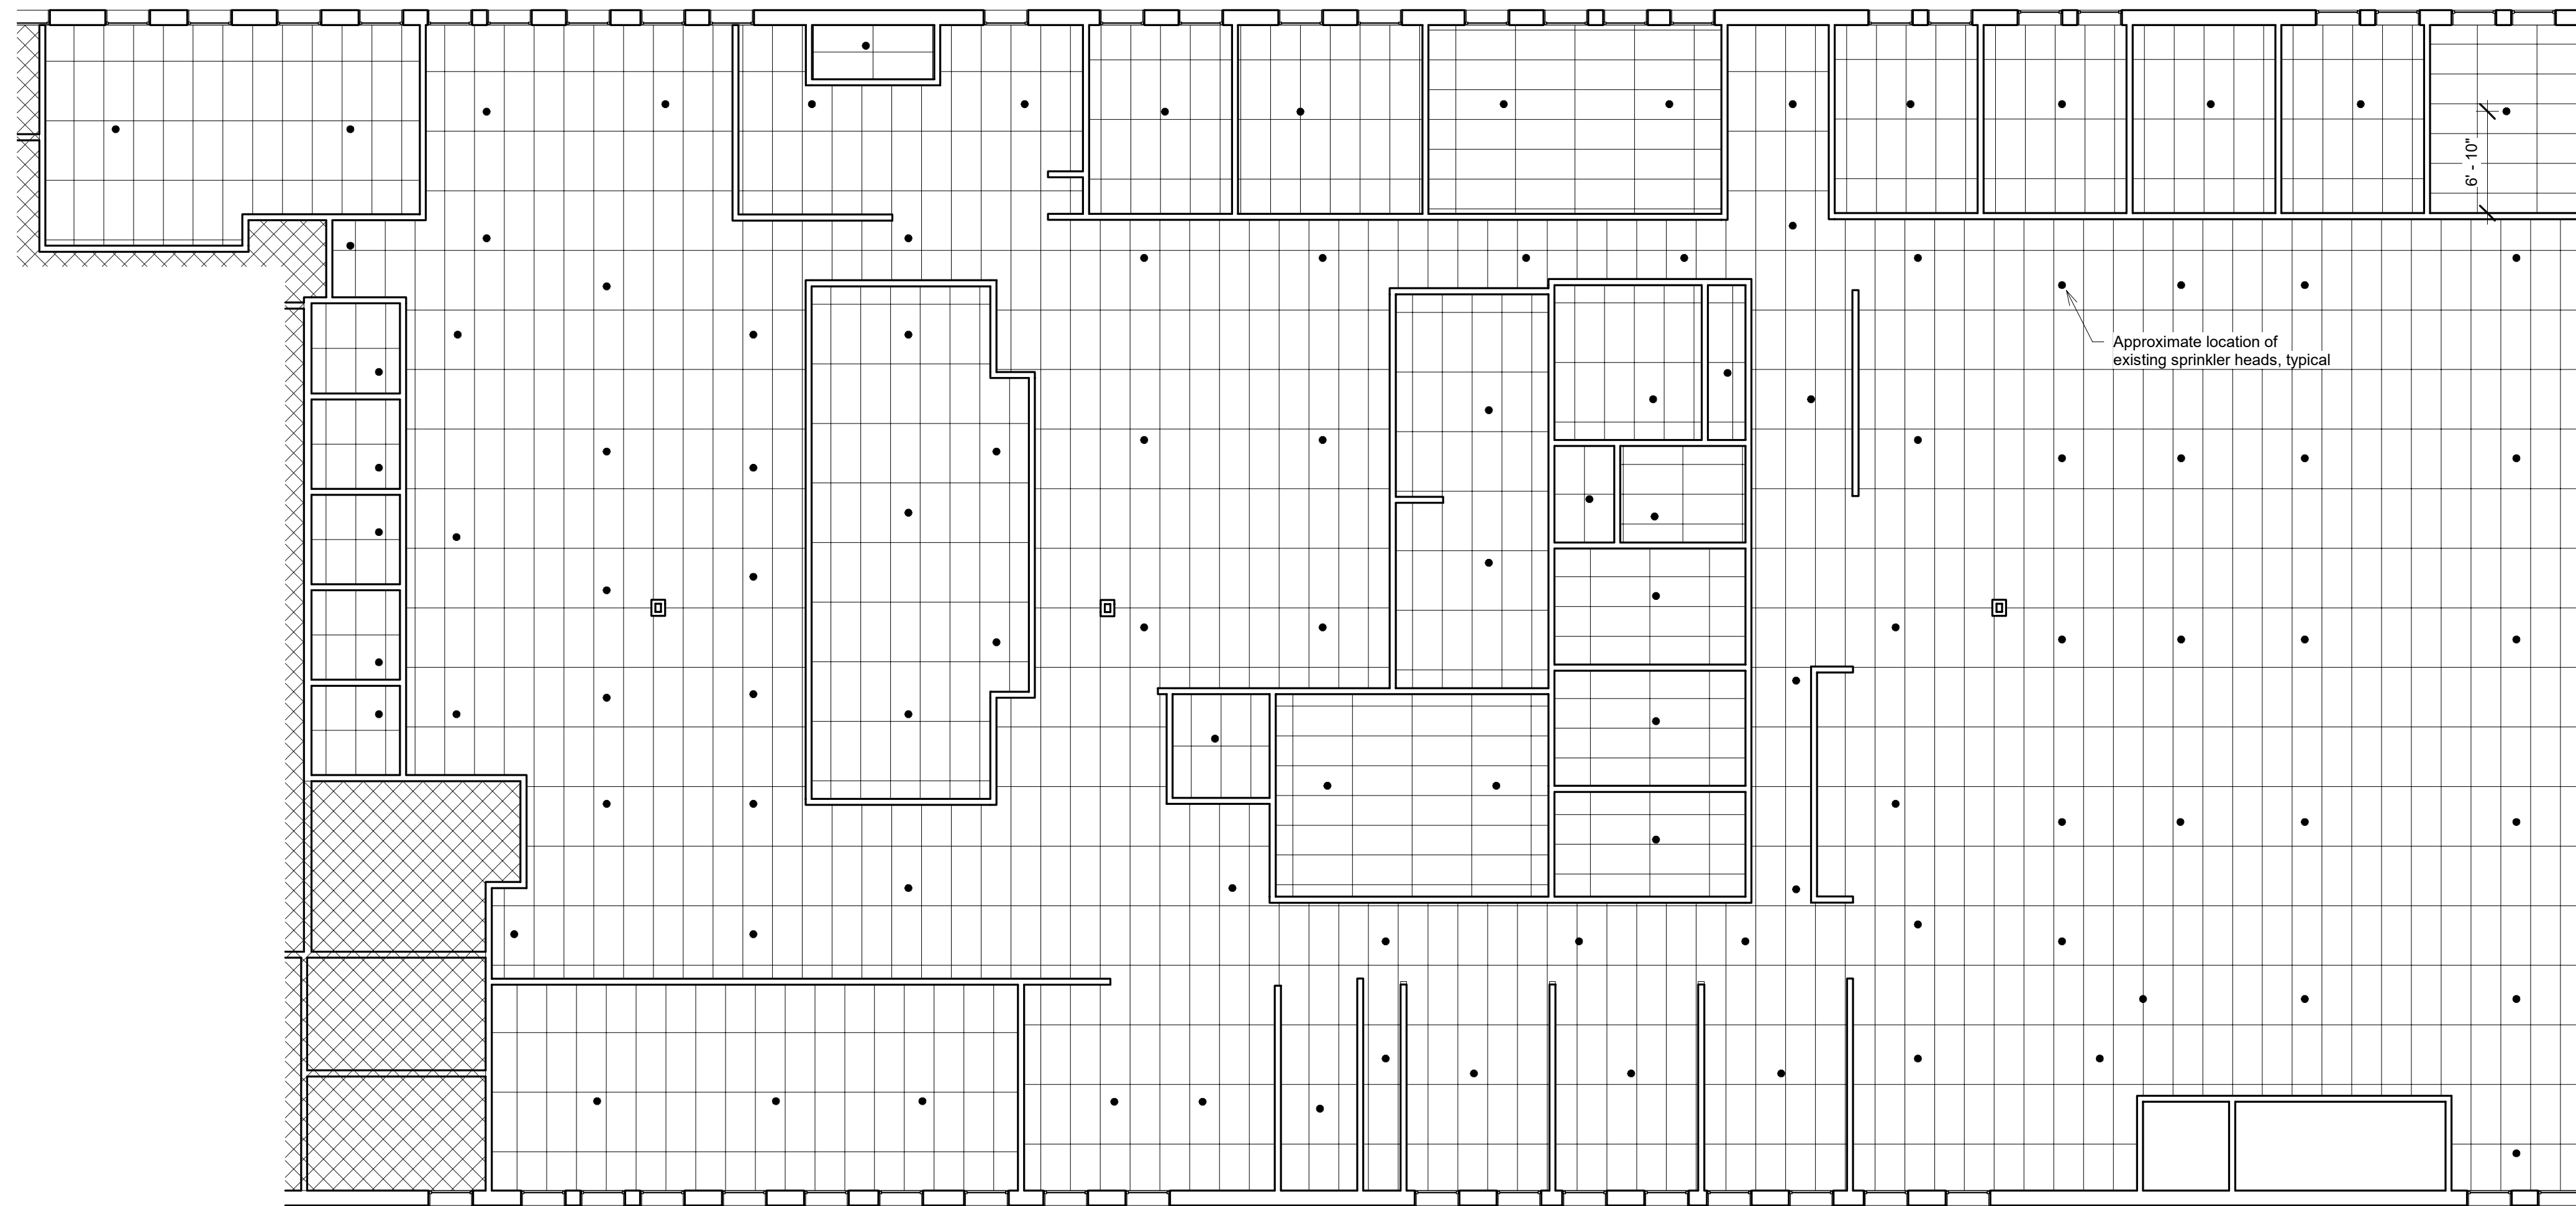 6' - 10"
Approximate location of
existing sprinkler heads, typical